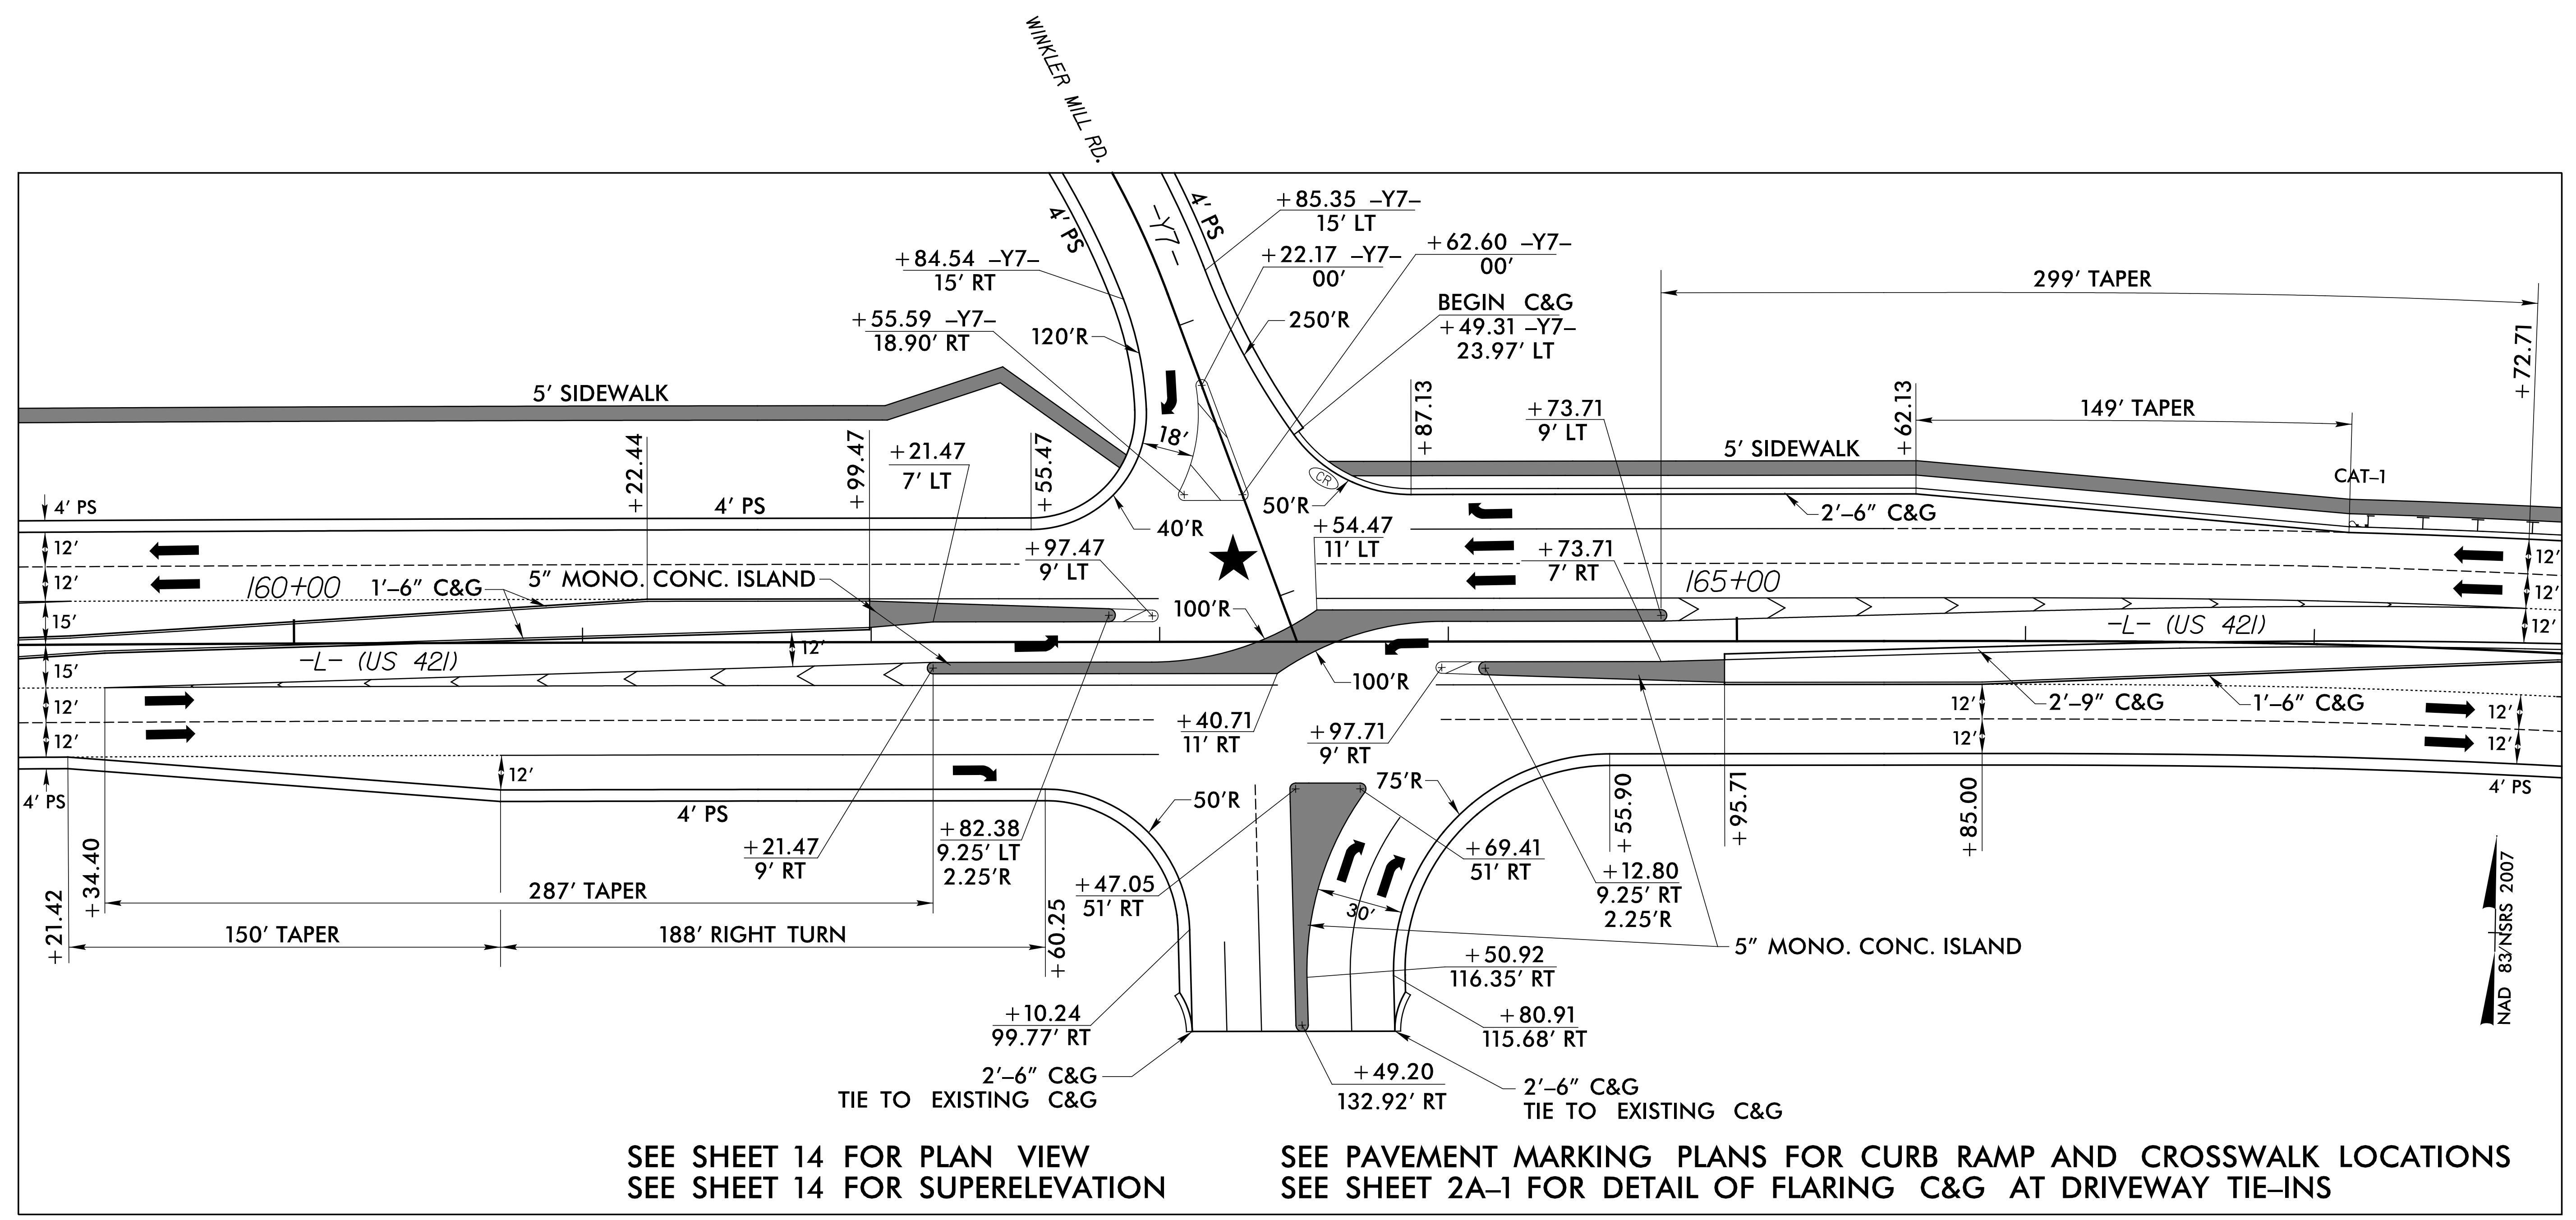 WINKLER MILL RD.
4' PS
-Y7-
4' PS
+85.35 -Y7-
15' LT
+84.54 -Y7-
15' RT
+22.17 -Y7-
00'
+62.60 -Y7-
00'
299' TAPER
+55.59 -Y7-
18.90' RT
120'R
250'R
BEGIN C&G
+49.31 -Y7-
23.97' LT
+72.71
5' SIDEWALK
+87.13
+73.71
9' LT
+62.13
149' TAPER
18'
+22.44
+99.47
+21.47
7' LT
+55.47
5' SIDEWALK
CAT-1
CR
4' PS
4' PS
40'R
50'R
2'-6" C&G
+54.47
11' LT
12'
12'
160+00
1'-6" C&G
5" MONO. CONC. ISLAND
+97.47
9' LT
+73.71
7' RT
165+00
12'
12'
15'
100'R
12'
-L- (US 421)
12'
-L- (US 421)
15'
100'R
12'
12'
+40.71
11' RT
+97.71
9' RT
12'
12'
2'-9" C&G
1'-6" C&G
12'
12'
4' PS
12'
4' PS
50'R
75'R
+55.90
+95.71
+85.00
4' PS
+21.42
+34.40
+21.47
9' RT
+82.38
9.25' LT
2.25'R
+47.05
51' RT
+69.41
51' RT
+12.80
9.25' RT
2.25'R
287' TAPER
30'
150' TAPER
188' RIGHT TURN
+60.25
5" MONO. CONC. ISLAND
+50.92
116.35' RT
NAD 83/NSRS 2007
+10.24
99.77' RT
+80.91
115.68' RT
2'-6" C&G
TIE TO EXISTING C&G
+49.20
132.92' RT
2'-6" C&G
TIE TO EXISTING C&G
SEE SHEET 14 FOR PLAN VIEW
SEE SHEET 14 FOR SUPERELEVATION
SEE PAVEMENT MARKING PLANS FOR CURB RAMP AND CROSSWALK LOCATIONS
SEE SHEET 2A-1 FOR DETAIL OF FLARING C&G AT DRIVEWAY TIE-INS